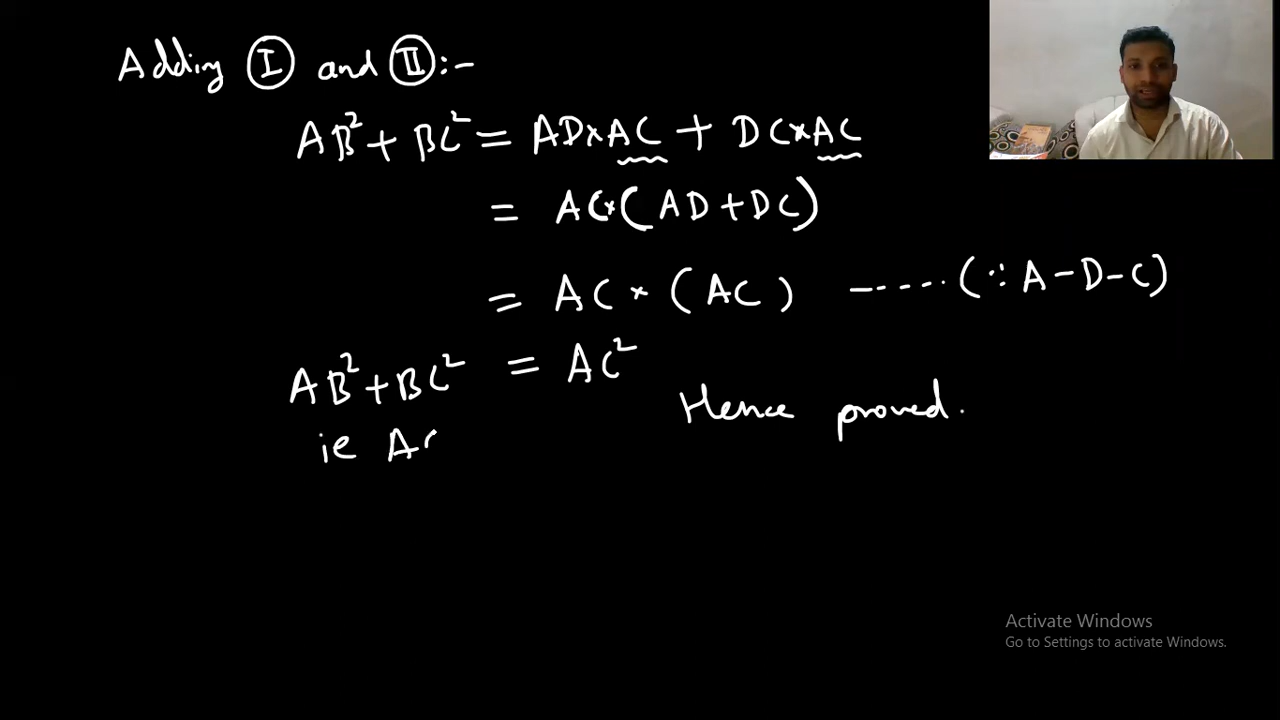 Adding Ⓘ and Ⓘ︎Ⓘ:-
AB²+ BC² = AD×AC + DC×AC
= AC×(AD+DC)
= AC × (AC) -----(∵ A-D-C)
AB²+BC² = AC²
Hence proved.
ie AC
Activate Windows
Go to Settings to activate Windows.